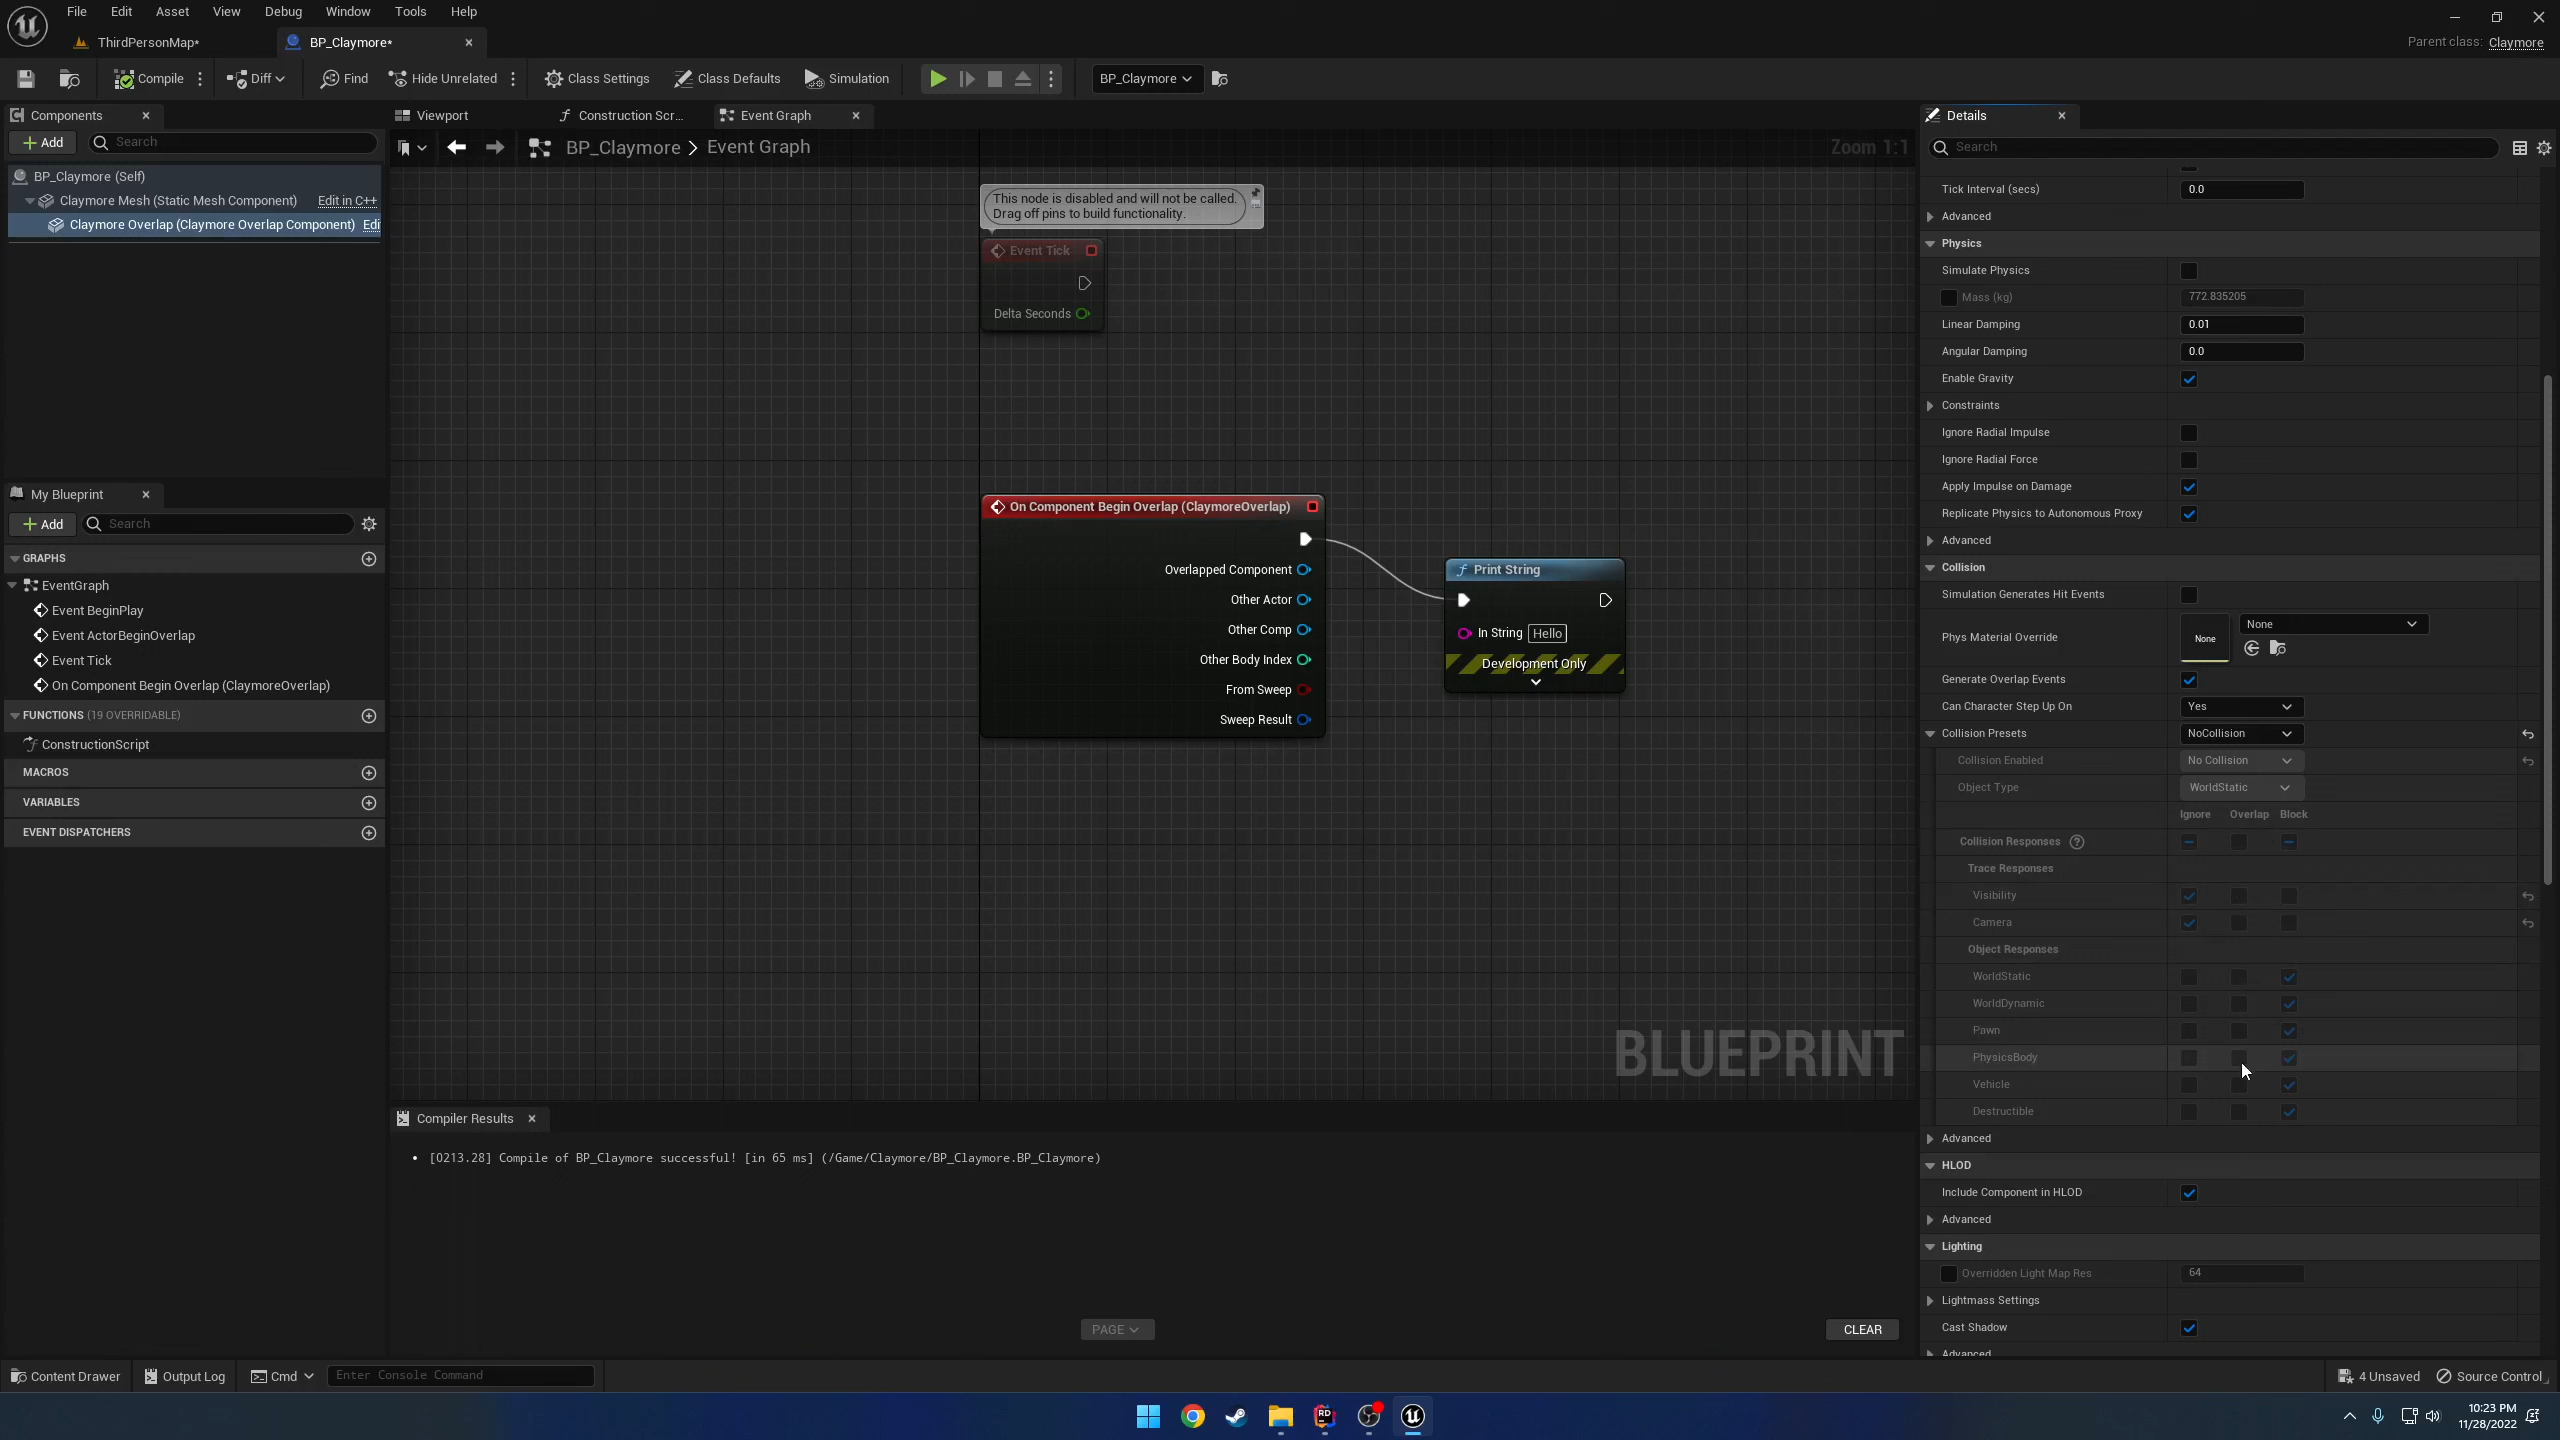 File Edit Asset View Debug Window Tools Help
ThirdPersonMap* BP_Claymore*
Parent class: Claymore
Compile Diff Find Hide Unrelated Class Settings Class Defaults Simulation BP_Claymore
Components
Add Search
BP_Claymore (Self)
Claymore Mesh (Static Mesh Component) Edit in C++
Claymore Overlap (Claymore Overlap Component) Edi
My Blueprint
Add Search
GRAPHS
EventGraph
Event BeginPlay
Event ActorBeginOverlap
Event Tick
On Component Begin Overlap (ClaymoreOverlap)
FUNCTIONS (19 OVERRIDABLE)
ConstructionScript
MACROS
VARIABLES
EVENT DISPATCHERS
Viewport Construction Scr... Event Graph
BP_Claymore > Event Graph
Zoom 1:1
This node is disabled and will not be called.
Drag off pins to build functionality.
Event Tick
Delta Seconds
On Component Begin Overlap (ClaymoreOverlap)
Overlapped Component
Other Actor
Other Comp
Other Body Index
From Sweep
Sweep Result
Print String
In String Hello
Development Only
BLUEPRINT
Compiler Results
[0213.28] Compile of BP_Claymore successful! [in 65 ms] (/Game/Claymore/BP_Claymore.BP_Claymore)
PAGE
CLEAR
Details
Search
Tick Interval (secs) 0.0
Advanced
Physics
Simulate Physics
Mass (kg) 772.835205
Linear Damping 0.01
Angular Damping 0.0
Enable Gravity
Constraints
Ignore Radial Impulse
Ignore Radial Force
Apply Impulse on Damage
Replicate Physics to Autonomous Proxy
Advanced
Collision
Simulation Generates Hit Events
Phys Material Override None None
Generate Overlap Events
Can Character Step Up On Yes
Collision Presets NoCollision
Collision Enabled No Collision
Object Type WorldStatic
Ignore Overlap Block
Collision Responses ?
Trace Responses
Visibility
Camera
Object Responses
WorldStatic
WorldDynamic
Pawn
PhysicsBody
Vehicle
Destructible
Advanced
HLOD
Include Component in HLOD
Advanced
Lighting
Overridden Light Map Res 64
Lightmass Settings
Cast Shadow
Advanced
Content Drawer Output Log Cmd Enter Console Command 4 Unsaved Source Control
10:23 PM
11/28/2022